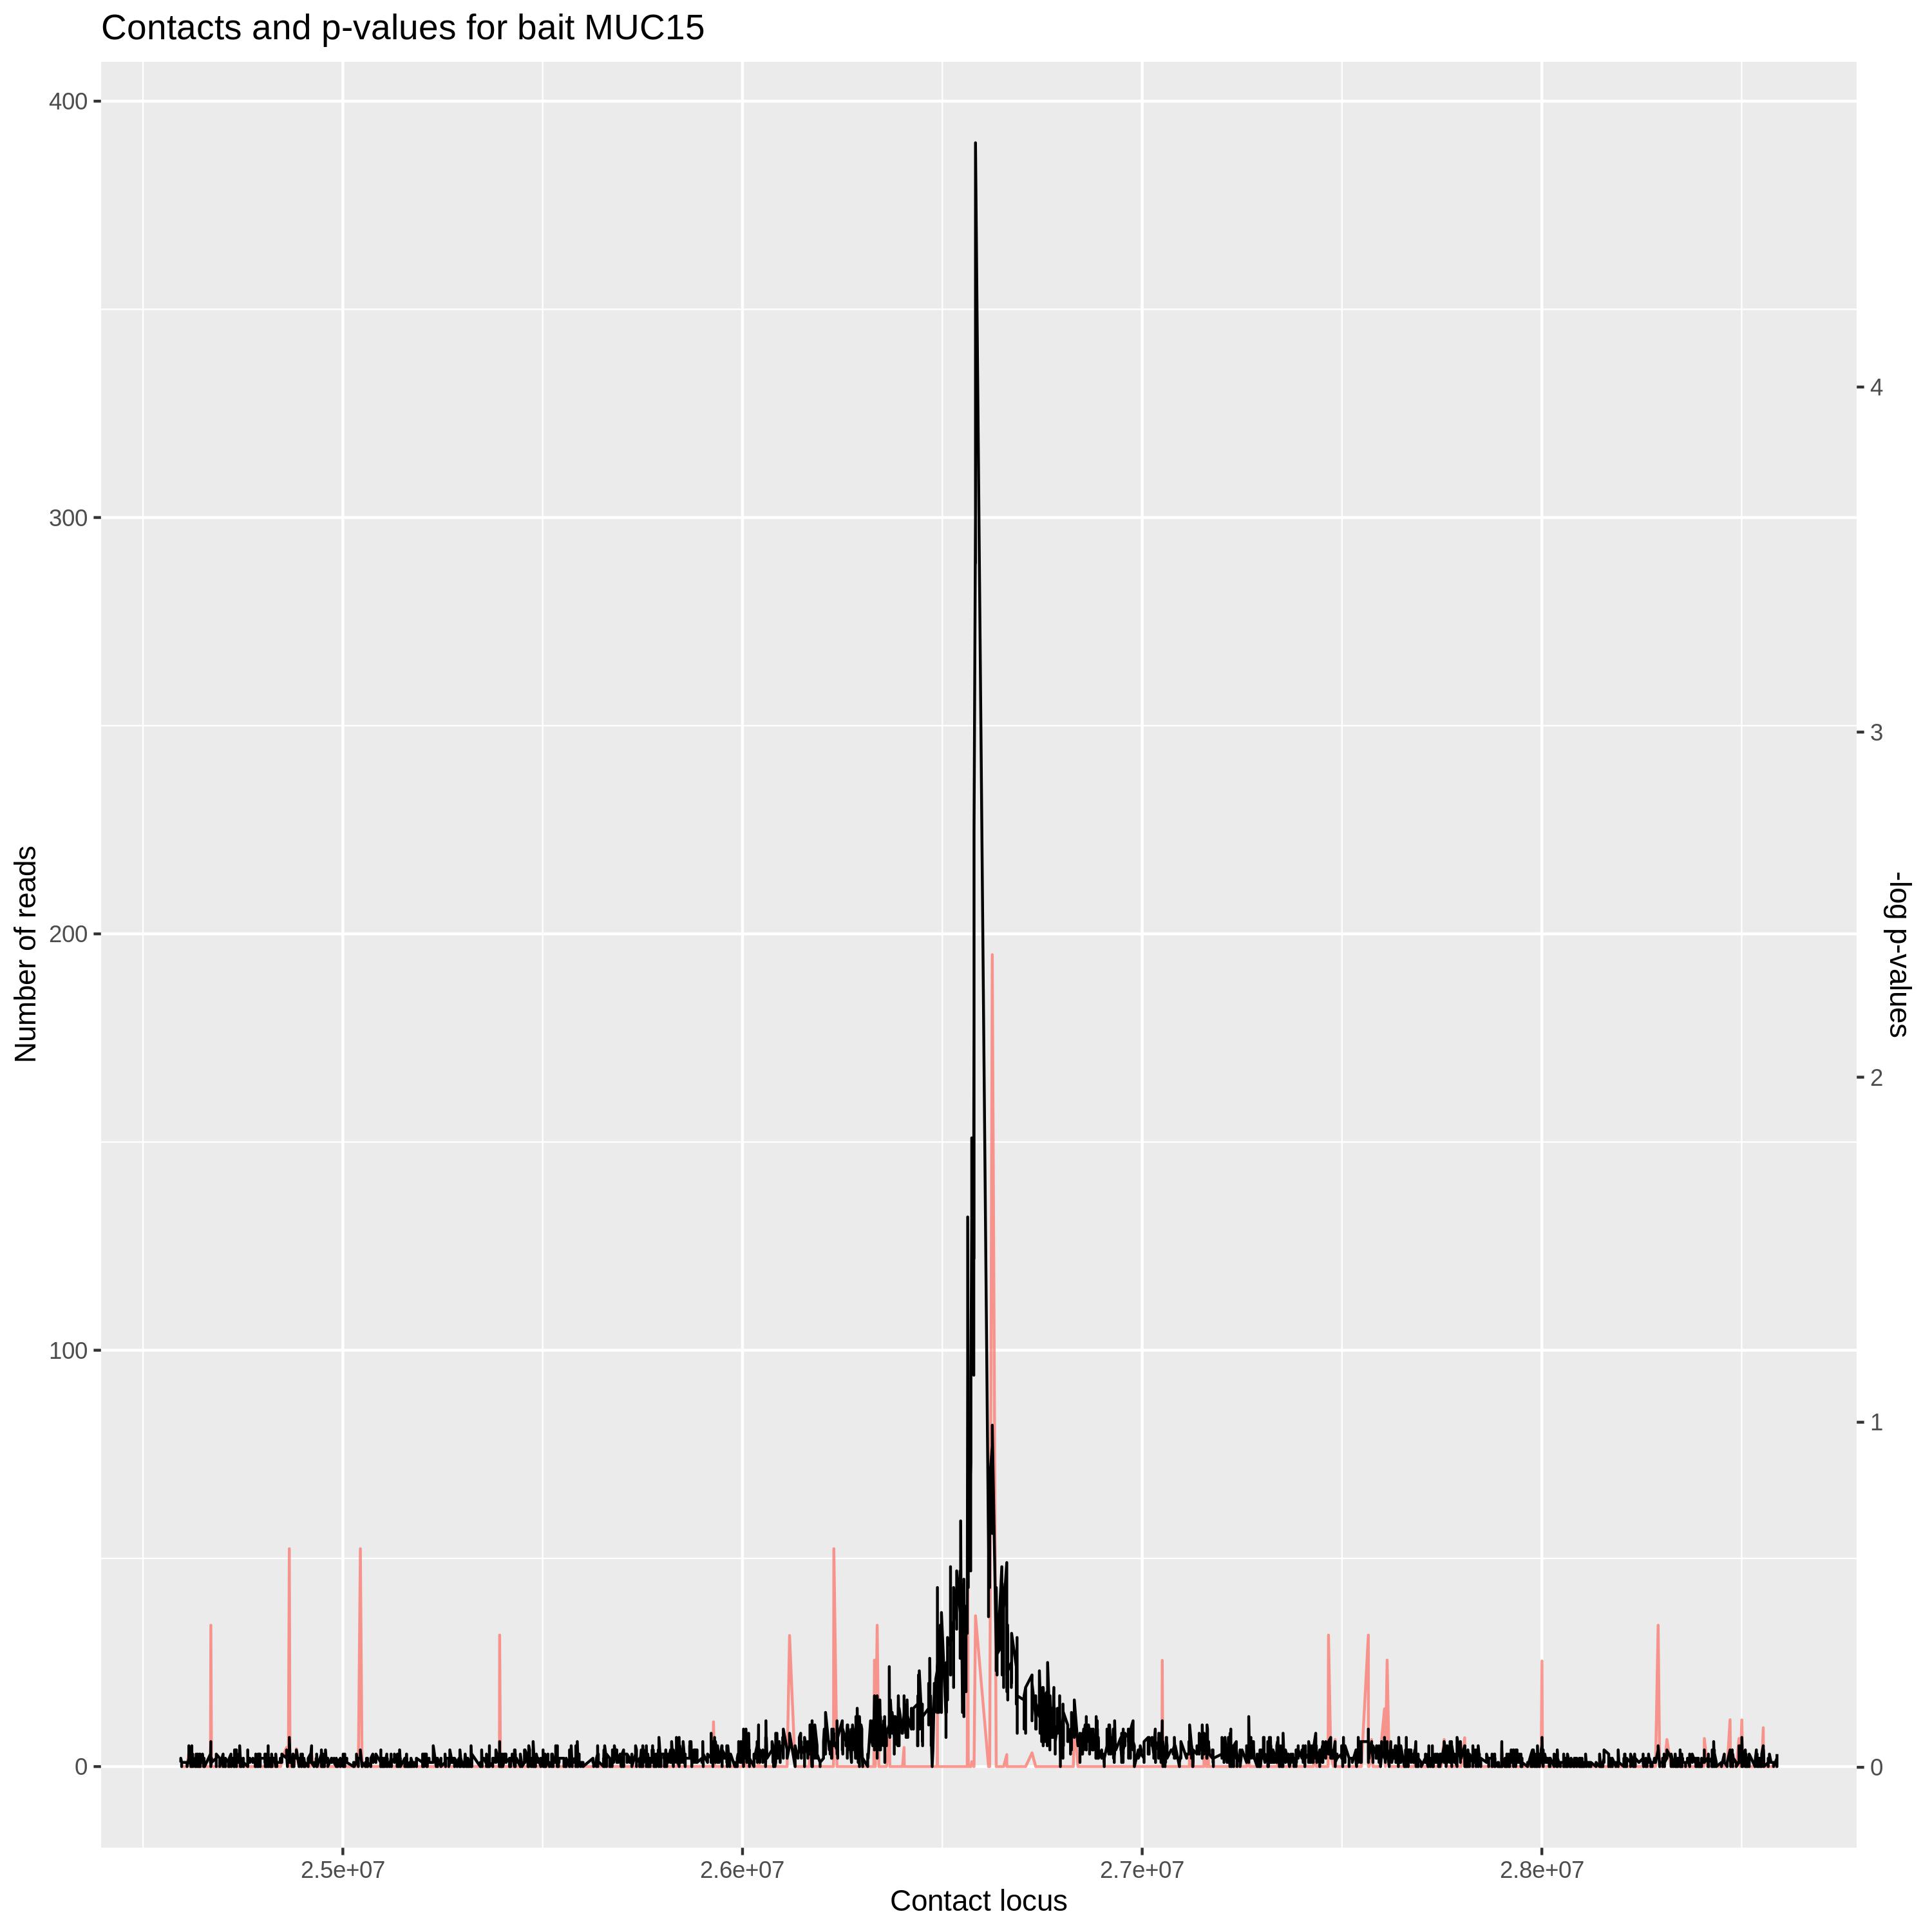 Contacts and p-values for bait MUC15
400
300
200
100
0
Number of reads
4
3
2
1
0
-log p-values
2.5e+07
2.6e+07
2.7e+07
2.8e+07
Contact locus